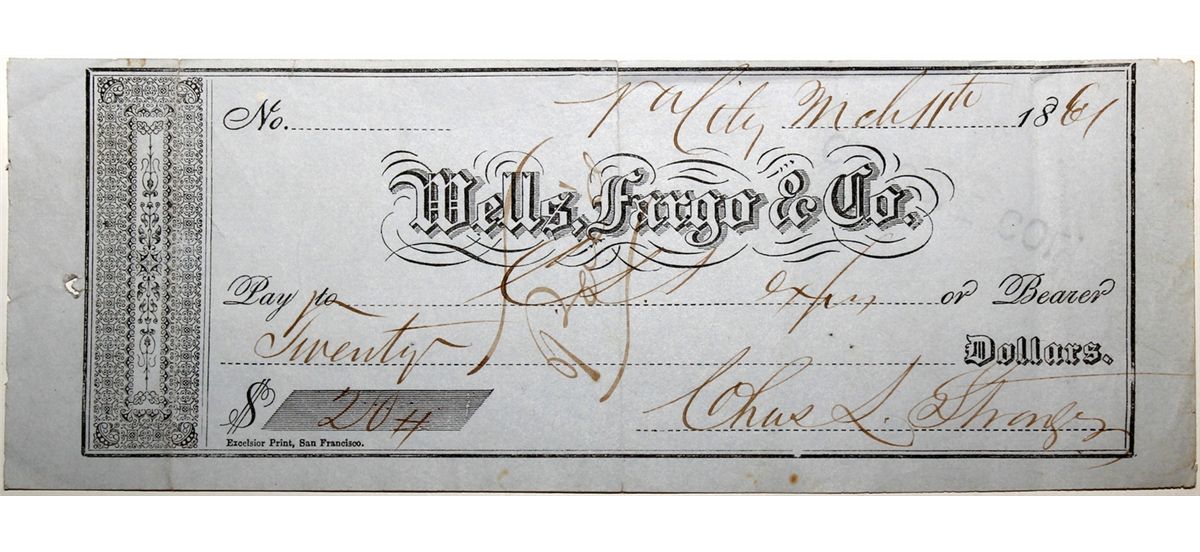 No. Va City Mch 11th 1861
Wells, Fargo & Co.
Pay to or Bearer
Twenty Dollars.
$ 20 Chas L. Strong
Excelsior Print, San Francisco.